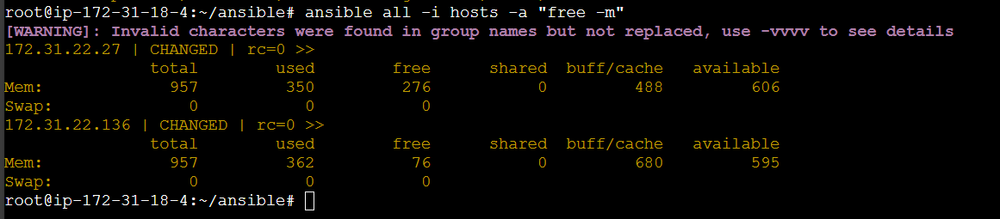 root@ip-172-31-18-4:~/ansible# ansible all -i hosts -a "free -m"
[WARNING]: Invalid characters were found in group names but not replaced, use -vvvv to see details
172.31.22.27 | CHANGED | rc=0 >>
               total        used        free      shared  buff/cache   available
Mem:             957         350         276           0         488         606
Swap:              0           0           0
172.31.22.136 | CHANGED | rc=0 >>
               total        used        free      shared  buff/cache   available
Mem:             957         362          76           0         680         595
Swap:              0           0           0
root@ip-172-31-18-4:~/ansible#